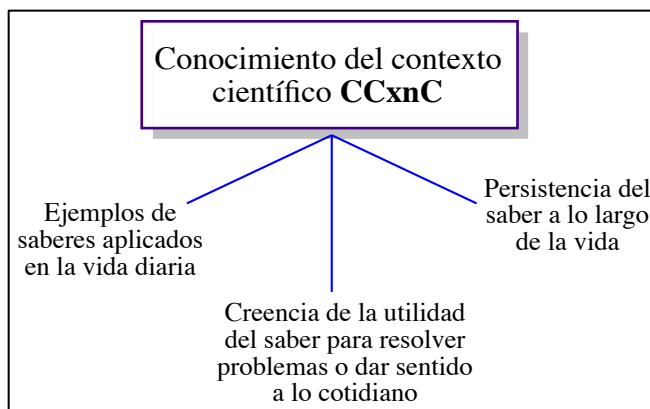 Conocimiento del contexto
científico CCxnC
Ejemplos de
saberes aplicados
en la vida diaria
Creencia de la utilidad
del saber para resolver
problemas o dar sentido
a lo cotidiano
Persistencia del
saber a lo largo
de la vida